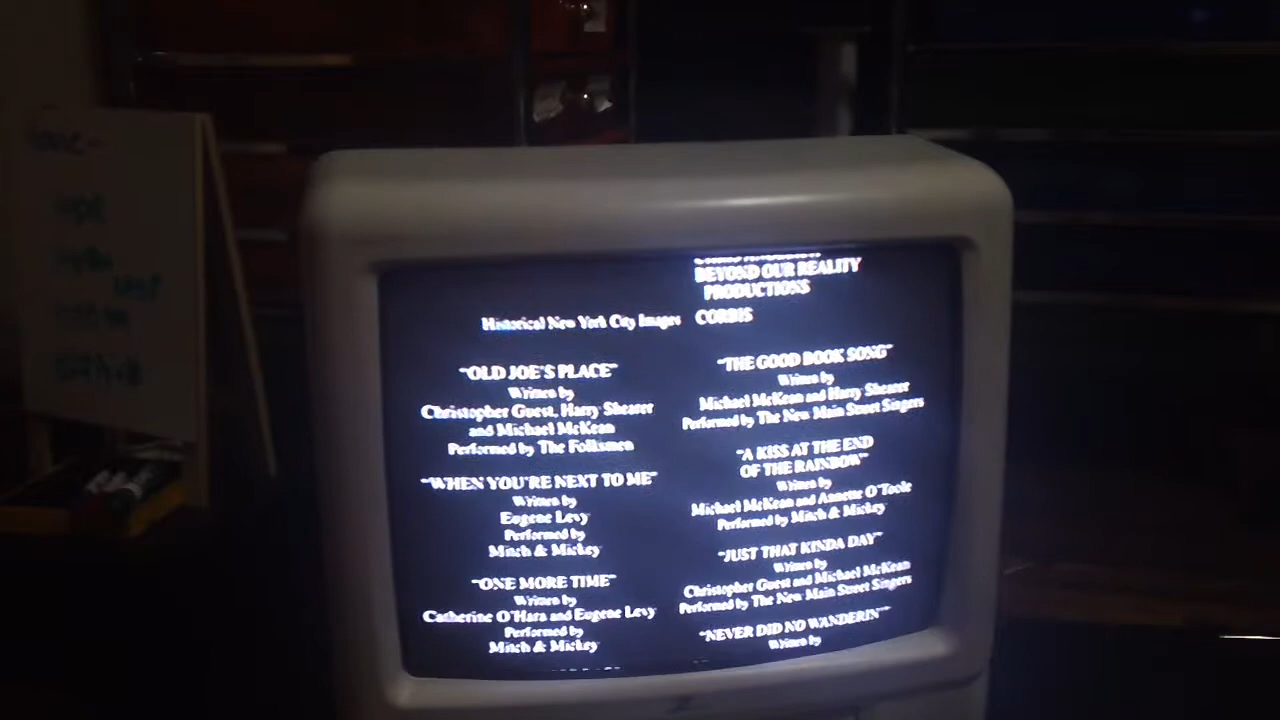 BEYOND OUR REALITY
PRODUCTIONS
Historical New York City Images CORBIS
"OLD JOE'S PLACE"
Written by
Christopher Guest, Harry Shearer
and Michael McKean
Performed by The Folksmen
"WHEN YOU'RE NEXT TO ME"
Written by
Eugene Levy
Performed by
Mitch & Mickey
"ONE MORE TIME"
Written by
Catherine O'Hara and Eugene Levy
Performed by
Mitch & Mickey
"THE GOOD BOOK SONG"
Written by
Michael McKean and Harry Shearer
Performed by The New Main Street Singers
"A KISS AT THE END
OF THE RAINBOW"
Written by
Michael McKean and Annette O'Toole
Performed by Mitch & Mickey
"JUST THAT KINDA DAY"
Written by
Christopher Guest and Michael McKean
Performed by The New Main Street Singers
"NEVER DID NO WANDERIN'"
Written by